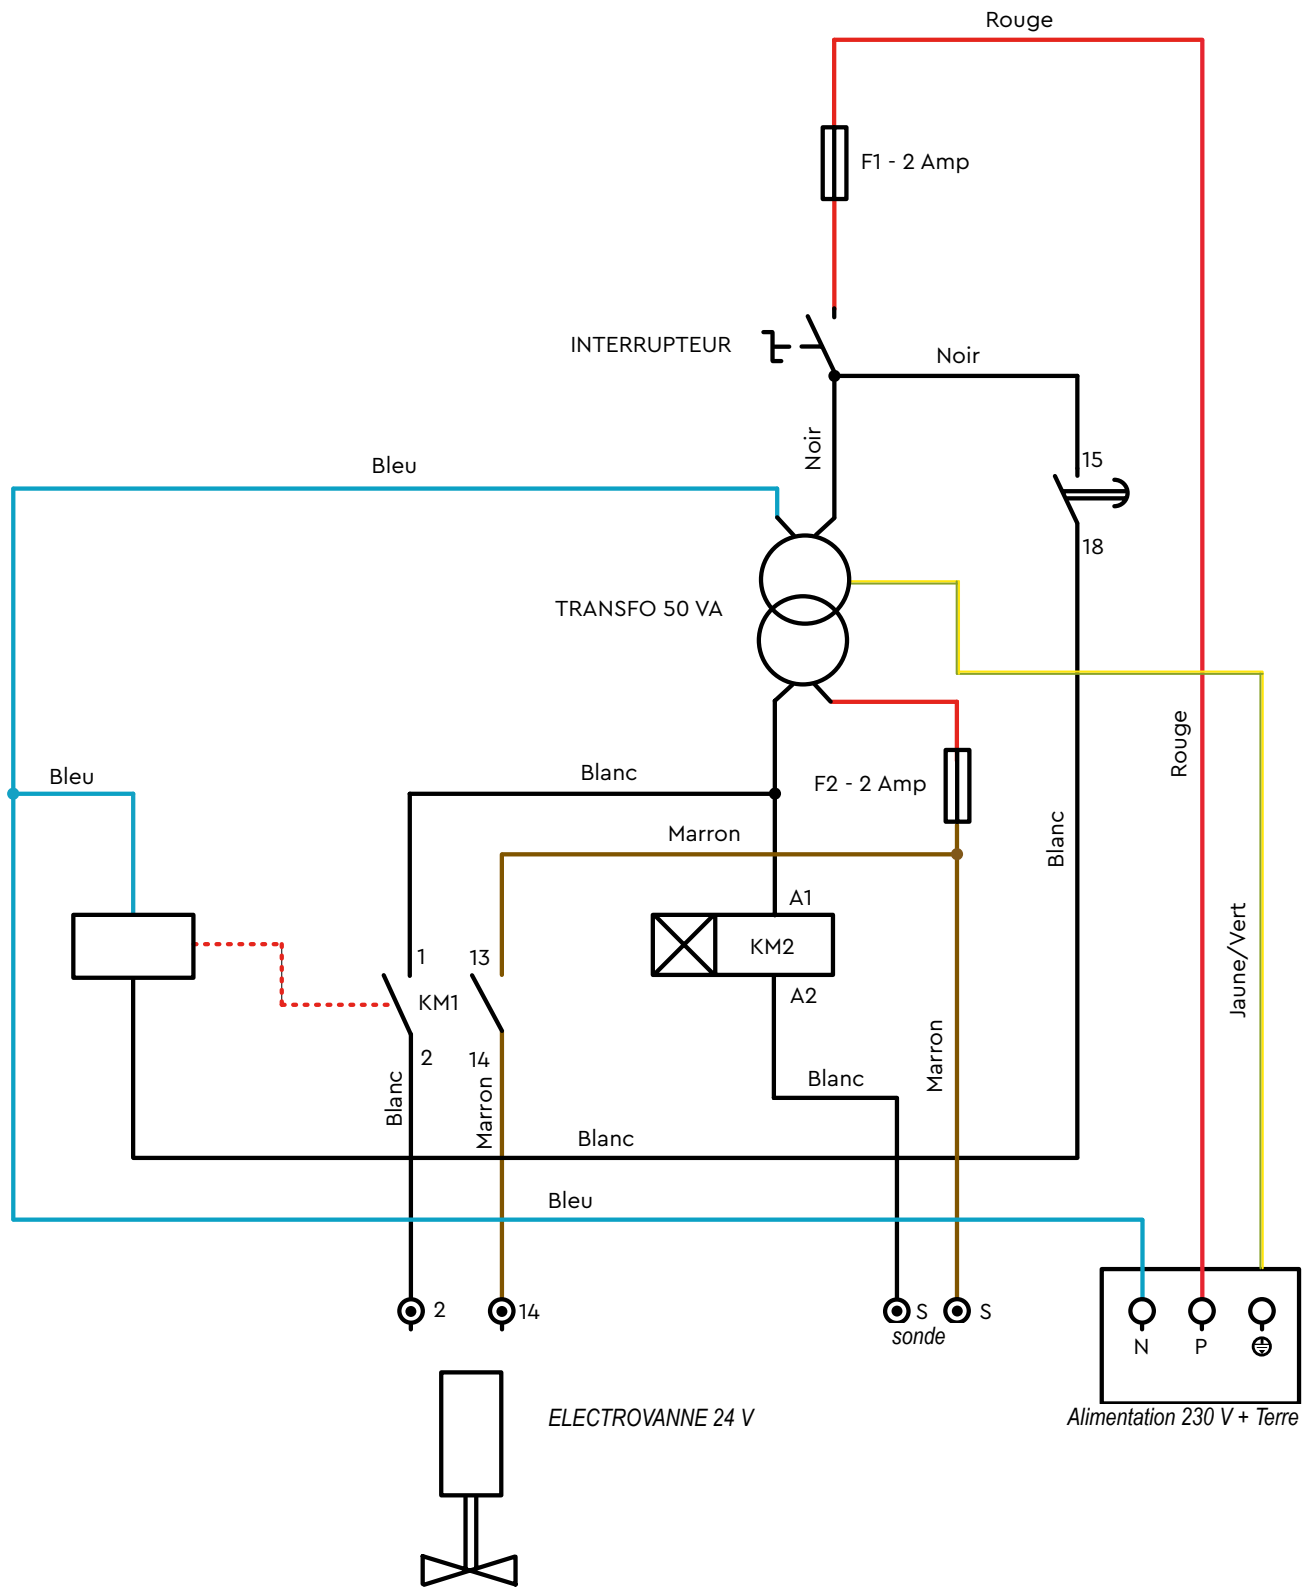 Rouge
F1 - 2 Amp
INTERRUPTEUR
Noir
Noir
15
Bleu
18
TRANSFO 50 VA
Rouge
Bleu
Blanc
F2 - 2 Amp
Marron
Blanc
A1
1
13
KM2
Jaune/Vert
KM1
A2
2
14
Marron
Blanc
Marron
Blanc
Blanc
Bleu
2
14
S
S
sonde
N
P
ELECTROVANNE 24 V
Alimentation 230 V + Terre